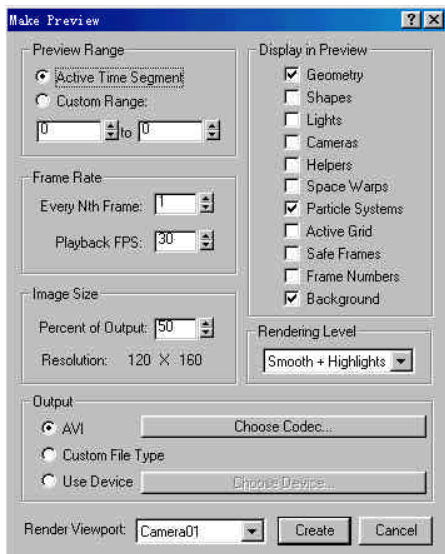 Make Preview
Preview Range
Active Time Segment
Custom Range:
0 to 0
Frame Rate
Every Nth Frame: 1
Playback FPS: 30
Image Size
Percent of Output: 50
Resolution: 120 X 160
Display in Preview
Geometry
Shapes
Lights
Cameras
Helpers
Space Warps
Particle Systems
Active Grid
Safe Frames
Frame Numbers
Background
Rendering Level
Smooth + Highlights
Output
AVI
Choose Codec...
Custom File Type
Use Device
Choose Device...
Render Viewport: Camera01
Create
Cancel